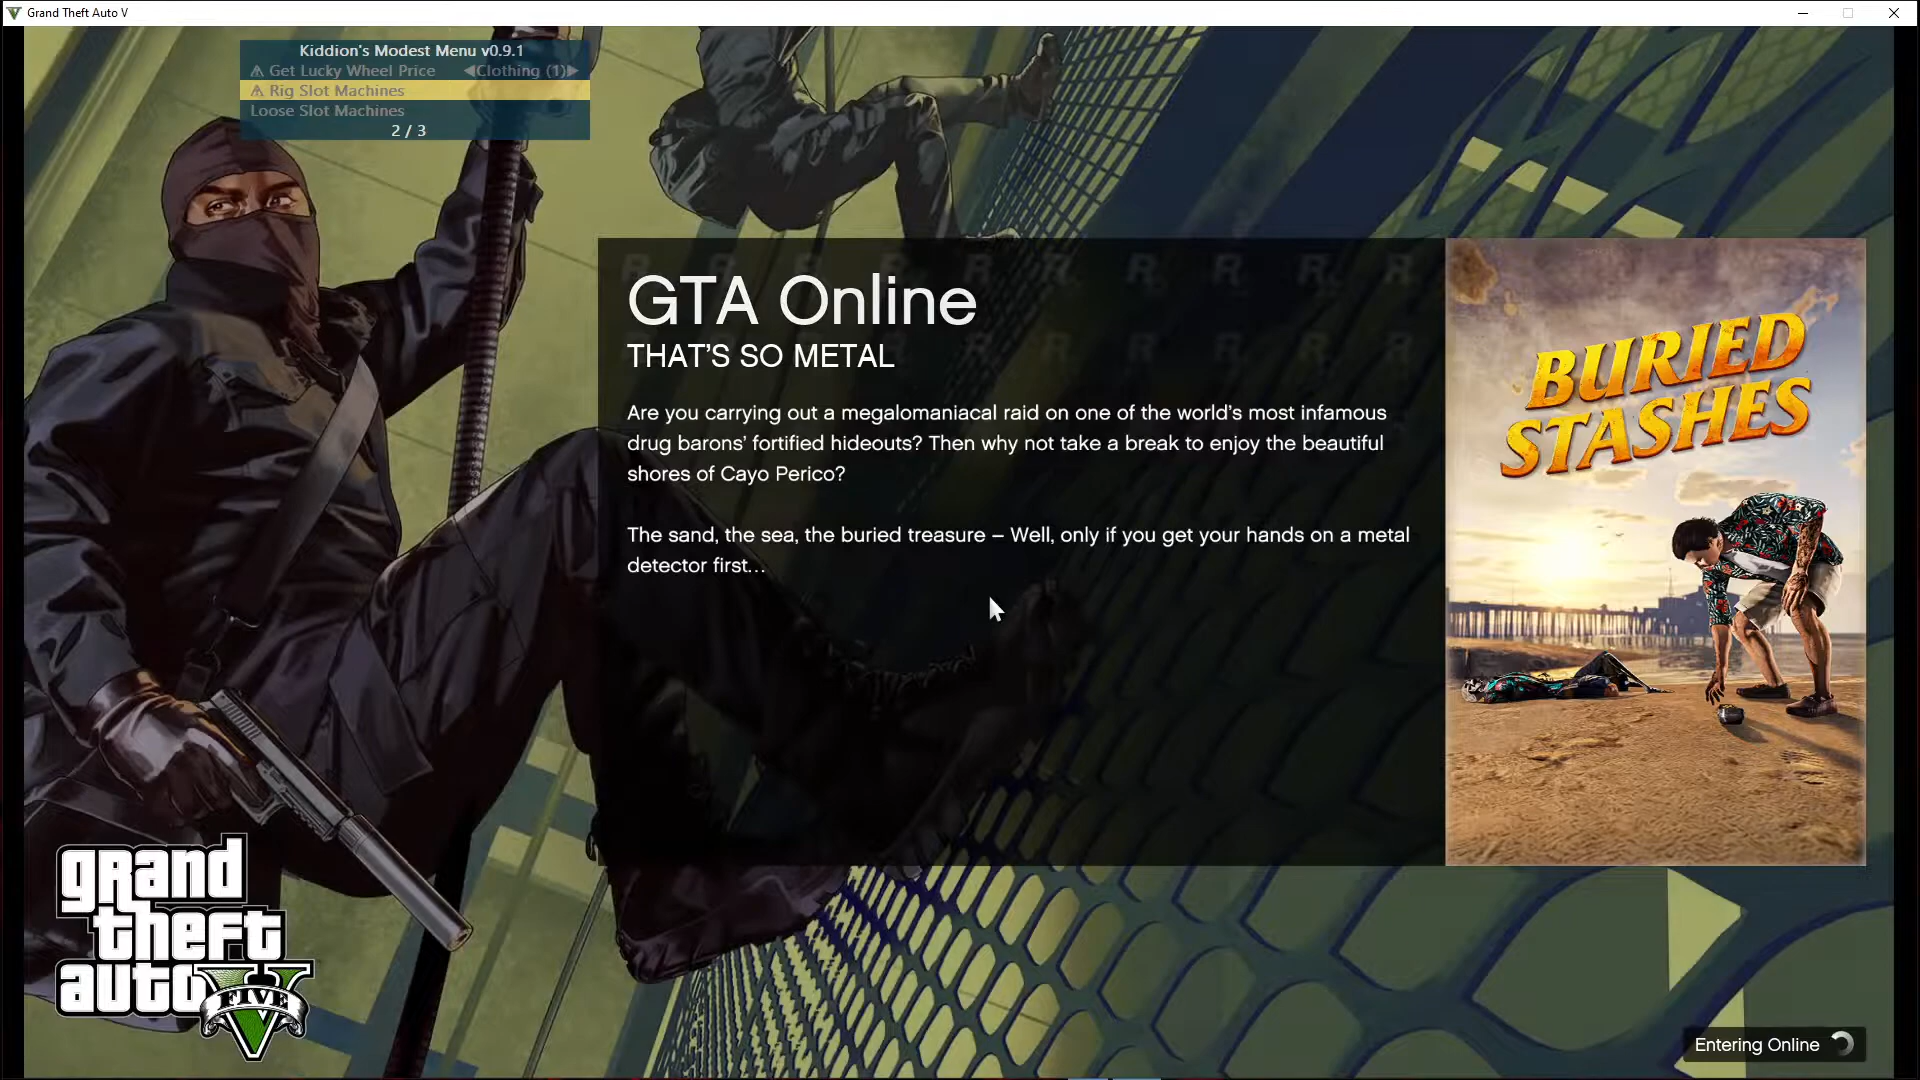 Grand Theft Auto V
Kiddion's Modest Menu v0.9.1
⚠ Get Lucky Wheel Price ◀Clothing (1)▶
⚠ Rig Slot Machines
Loose Slot Machines
2 / 3
GTA Online
THAT'S SO METAL
Are you carrying out a megalomaniacal raid on one of the world's most infamous
drug barons' fortified hideouts? Then why not take a break to enjoy the beautiful
shores of Cayo Perico?
The sand, the sea, the buried treasure – Well, only if you get your hands on a metal
detector first...
BURIED
STASHES
grand
theft
auto V
FIVE
Entering Online